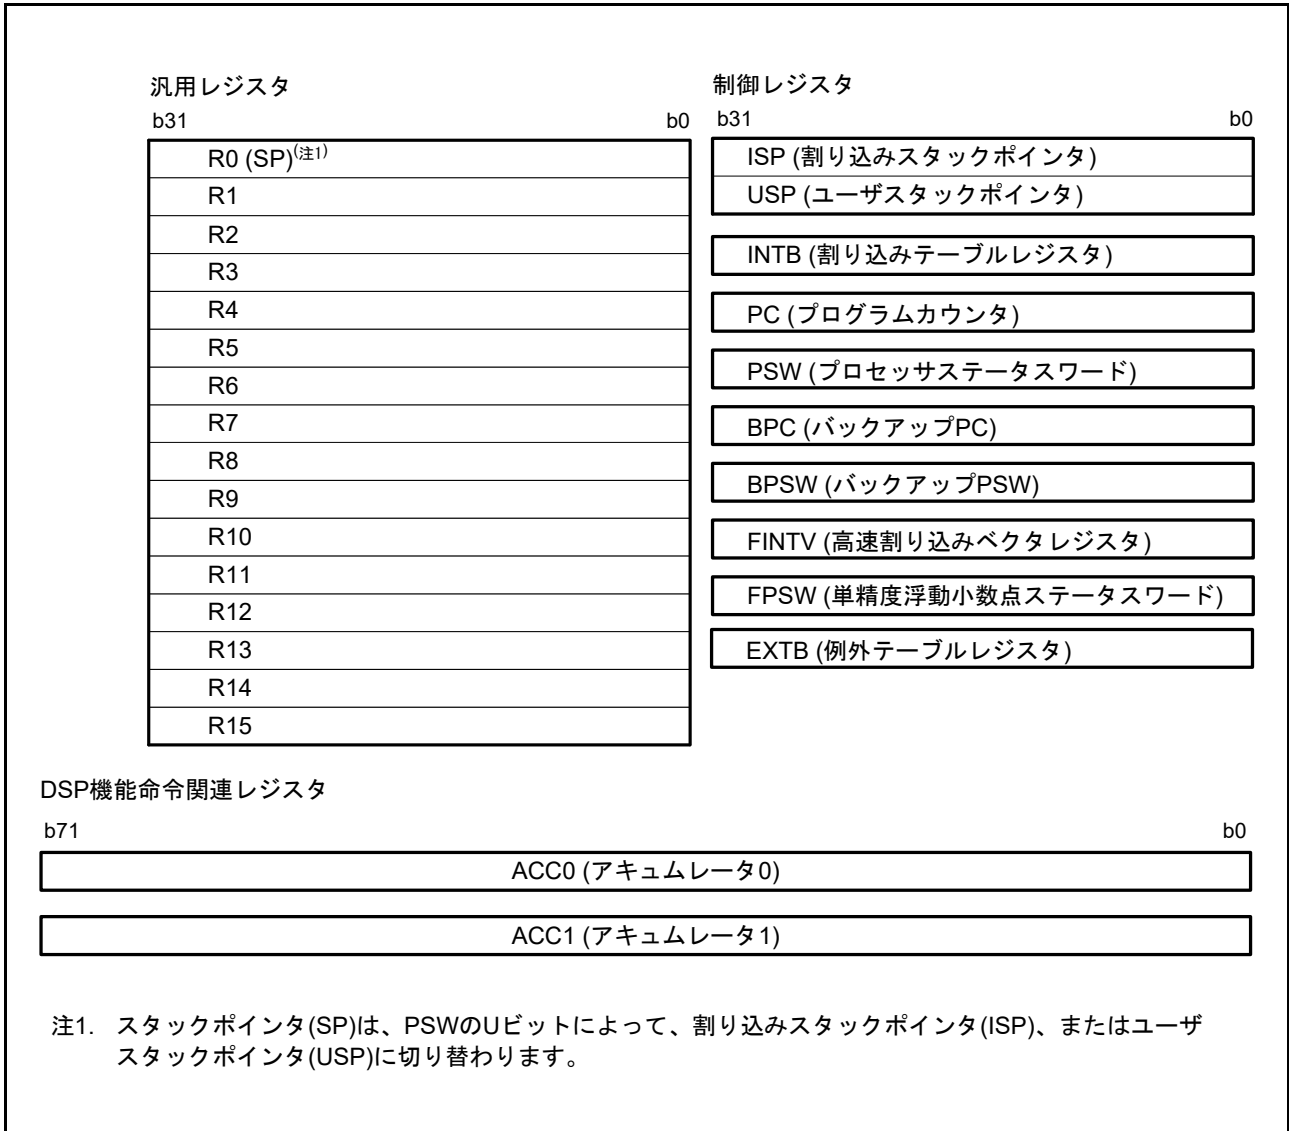 汎用レジスタ
b31 b0
R0 (SP)(注1)
R1
R2
R3
R4
R5
R6
R7
R8
R9
R10
R11
R12
R13
R14
R15
制御レジスタ
b31 b0
ISP (割り込みスタックポインタ)
USP (ユーザスタックポインタ)
INTB (割り込みテーブルレジスタ)
PC (プログラムカウンタ)
PSW (プロセッサステータスワード)
BPC (バックアップPC)
BPSW (バックアップPSW)
FINTV (高速割り込みベクタレジスタ)
FPSW (単精度浮動小数点ステータスワード)
EXTB (例外テーブルレジスタ)
DSP機能命令関連レジスタ
b71 b0
ACC0 (アキュムレータ0)
ACC1 (アキュムレータ1)
注1. スタックポインタ(SP)は、PSWのUビットによって、割り込みスタックポインタ(ISP)、またはユーザ
スタックポインタ(USP)に切り替わります。